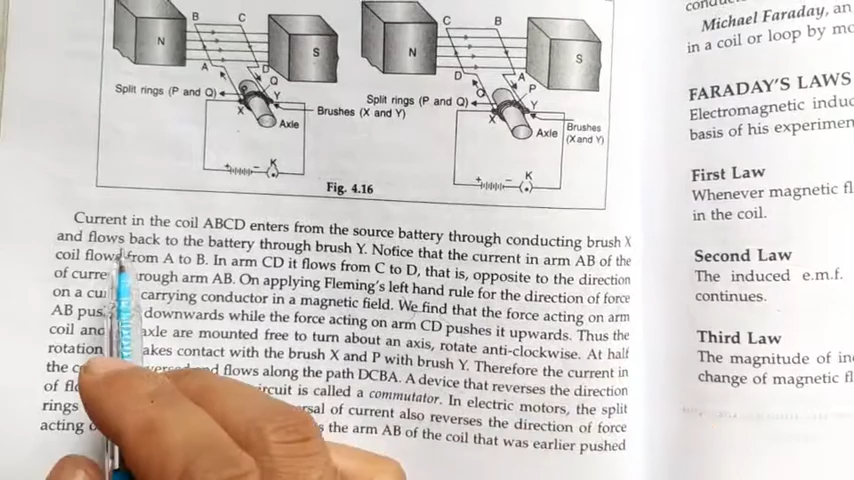 B
C
N
S
A
D
Q
Split rings (P and Q)
Y
X
Brushes (X and Y)
Axle
+
−
K
C
B
N
S
D
A
Q
P
Split rings (P and Q)
Y
X
Axle
Brushes
(X and Y)
+
−
K
Fig. 4.16
Current in the coil ABCD enters from the source battery through conducting brush X
and flows back to the battery through brush Y. Notice that the current in arm AB of the
coil flows from A to B. In arm CD it flows from C to D, that is, opposite to the direction
of curre rough arm AB. On applying Fleming's left hand rule for the direction of force
on a cu carrying conductor in a magnetic field. We find that the force acting on arm
AB pus downwards while the force acting on arm CD pushes it upwards. Thus the
coil and axle are mounted free to turn about an axis, rotate anti-clockwise. At half
rotation akes contact with the brush X and P with brush Y. Therefore the current in
the and flows along the path DCBA. A device that reverses the direction
of ircuit is called a commutator. In electric motors, the split
rings sal of current also reverses the direction of force
acting the arm AB of the coil that was earlier pushed
Michael Faraday, an
in a coil or loop by mo
FARADAY'S LAWS
Electromagnetic induc
basis of his experimen
First Law
Whenever magnetic fl
in the coil.
Second Law
The induced e.m.f.
continues.
Third Law
The magnitude of in
change of magnetic fl